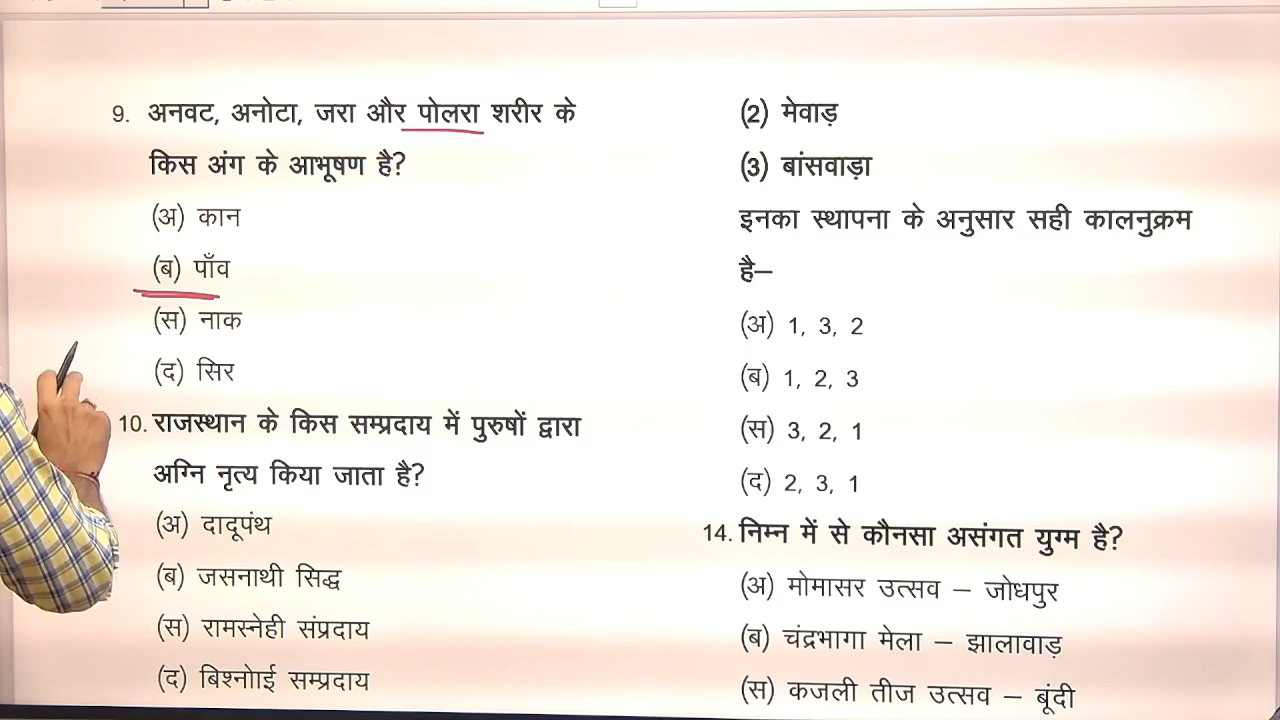 9. अनवट, अनोटा, जरा और पोलरा शरीर के
किस अंग के आभूषण है?
(अ) कान
(ब) पाँव
(स) नाक
(द) सिर
10. राजस्थान के किस सम्प्रदाय में पुरुषों द्वारा
अग्नि नृत्य किया जाता है?
(अ) दादूपंथ
(ब) जसनाथी सिद्ध
(स) रामस्नेही संप्रदाय
(द) बिश्नोाई सम्प्रदाय
(2) मेवाड़
(3) बांसवाड़ा
इनका स्थापना के अनुसार सही कालनुक्रम
है–
(अ) 1, 3, 2
(ब) 1, 2, 3
(स) 3, 2, 1
(द) 2, 3, 1
14. निम्न में से कौनसा असंगत युग्म है?
(अ) मोमासर उत्सव – जोधपुर
(ब) चंद्रभागा मेला – झालावाड़
(स) कजली तीज उत्सव – बूंदी